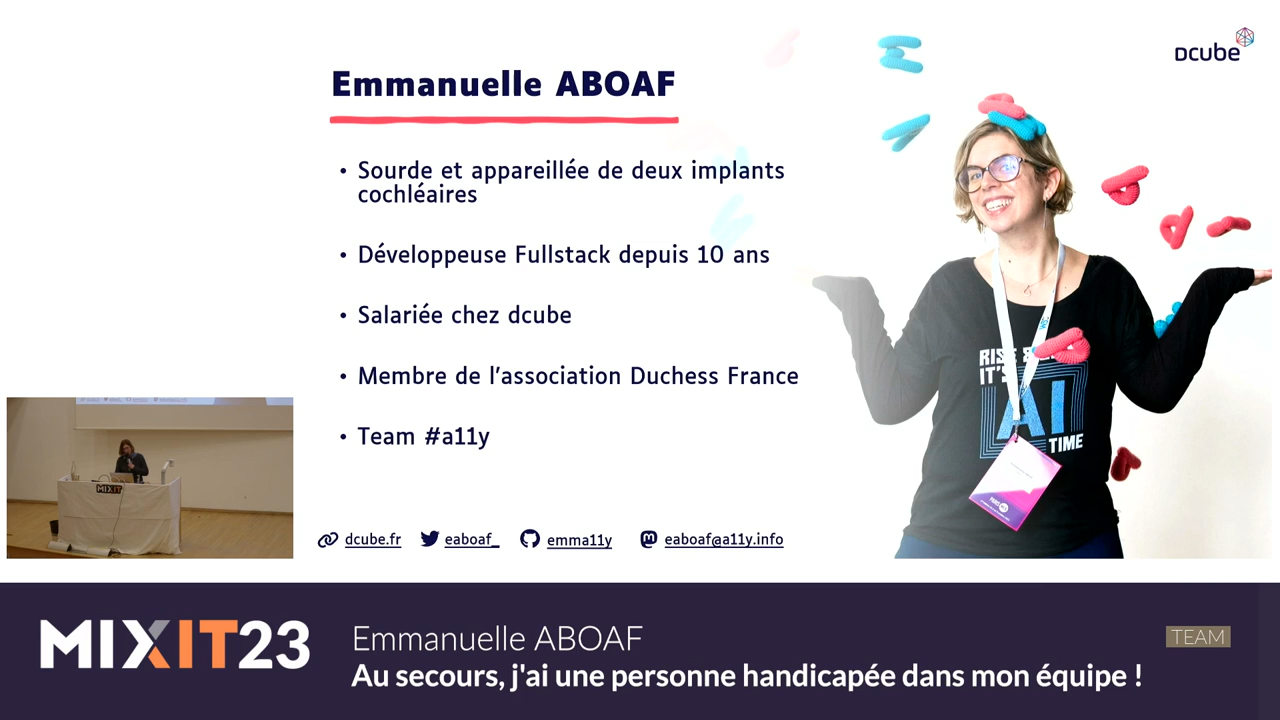 Dcube
Emmanuelle ABOAF
• Sourde et appareillée de deux implants
cochléaires
• Développeuse Fullstack depuis 10 ans
• Salariée chez dcube
• Membre de l'association Duchess France
• Team #a11y
RISE &
IT'S
AI
TIME
MIXIT
dcube.fr
eaboaf_
emma11y
eaboaf@a11y.info
MIXIT23
Emmanuelle ABOAF
TEAM
Au secours, j'ai une personne handicapée dans mon équipe !